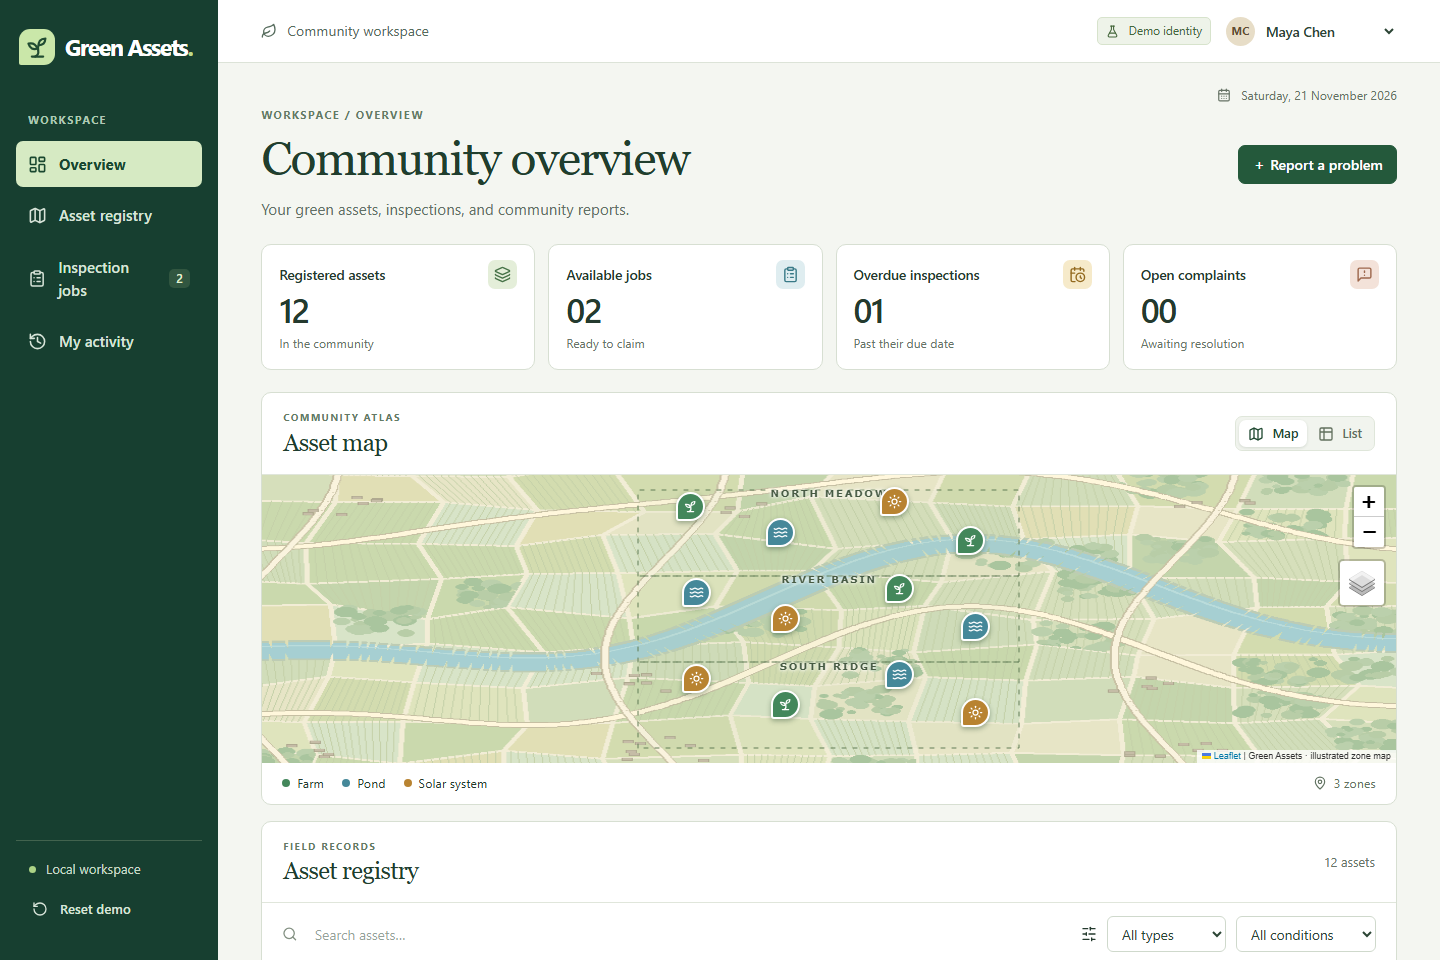 Green Assets.
Community workspace
Demo identity
MC
Maya Chen
WORKSPACE
Overview
Asset registry
Inspection
jobs
2
My activity
Local workspace
Reset demo
Saturday, 21 November 2026
WORKSPACE / OVERVIEW
Community overview
Your green assets, inspections, and community reports.
+ Report a problem
Registered assets
12
In the community
Available jobs
02
Ready to claim
Overdue inspections
01
Past their due date
Open complaints
00
Awaiting resolution
COMMUNITY ATLAS
Asset map
Map
List
NORTH MEADOW
RIVER BASIN
SOUTH RIDGE
+
−
Leaflet | Green Assets · illustrated zone map
Farm
Pond
Solar system
3 zones
FIELD RECORDS
Asset registry
12 assets
Search assets...
All types
All conditions